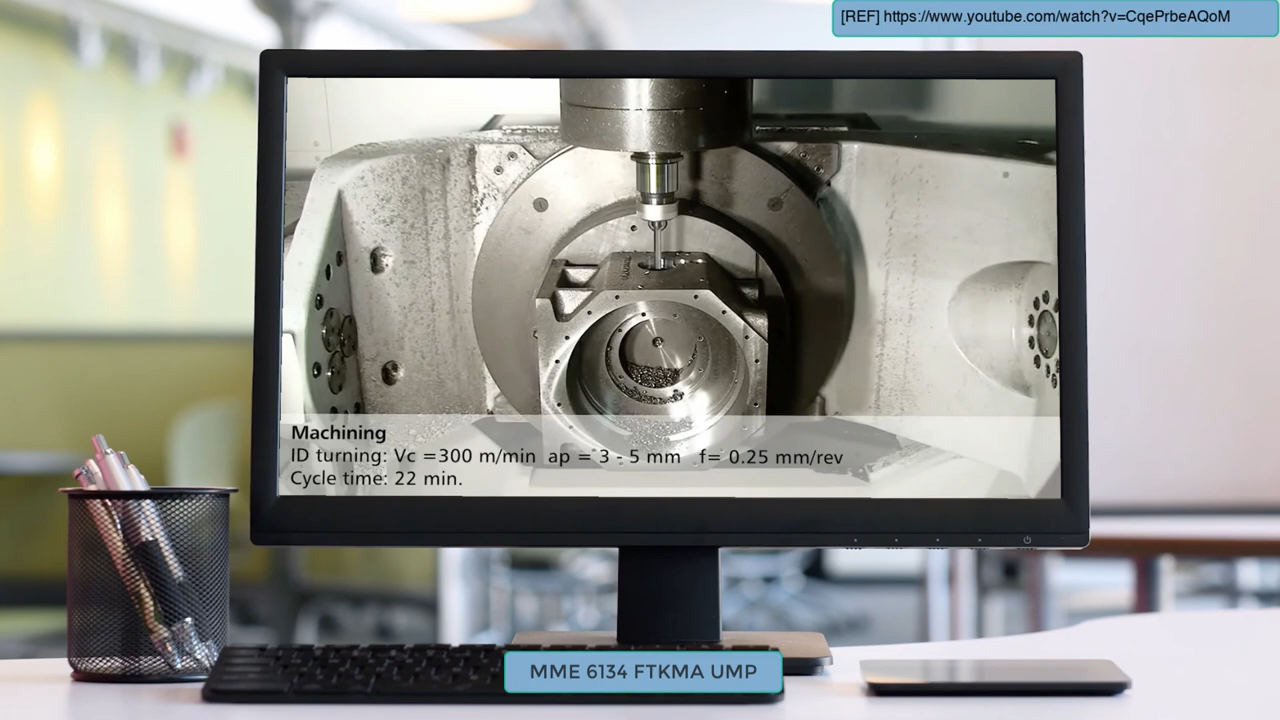 [REF] https://www.youtube.com/watch?v=CqePrbeAQoM
Machining
ID turning: Vc =300 m/min  ap = 3 - 5 mm  f= 0.25 mm/rev
Cycle time: 22 min.
MME 6134 FTKMA UMP